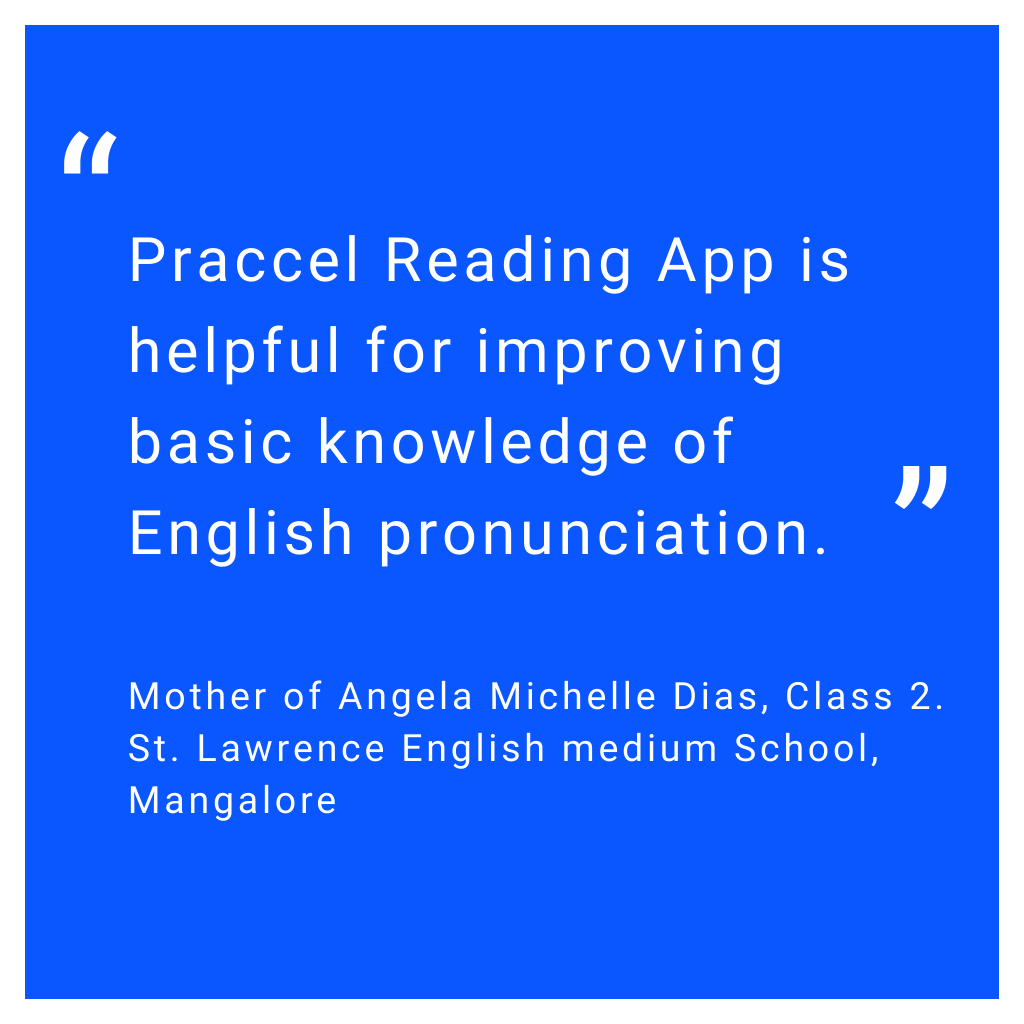 “
Praccel Reading App is
helpful for improving
basic knowledge of
English pronunciation.
”
Mother of Angela Michelle Dias, Class 2.
St. Lawrence English medium School,
Mangalore